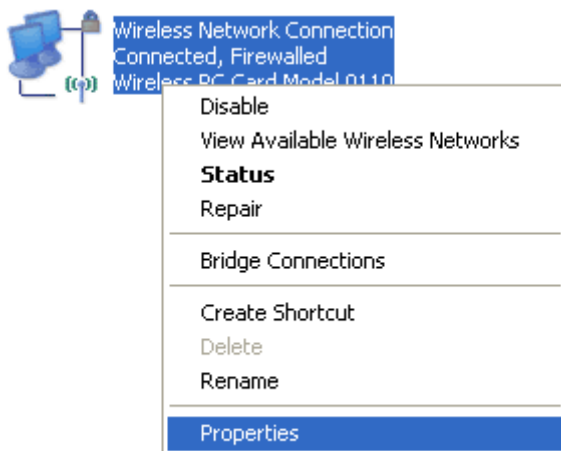 Wireless Network Connection
Connected, Firewalled
Wireless PC Card Model 0110
Disable
View Available Wireless Networks
Status
Repair
Bridge Connections
Create Shortcut
Delete
Rename
Properties